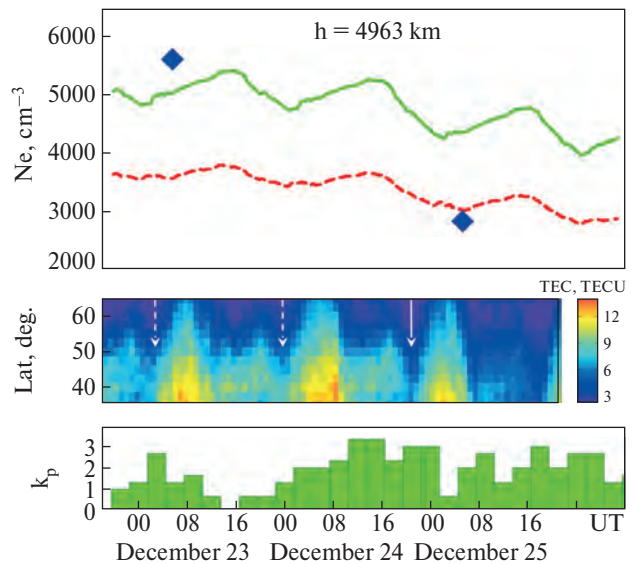 h = 4963 km
Ne, cm⁻³
6000
5000
4000
3000
2000
TEC, TECU
Lat, deg.
60
50
40
12
9
6
3
kp
3
2
1
0
00 08 16 00 08 16 00 08 16 UT
December 23 December 24 December 25